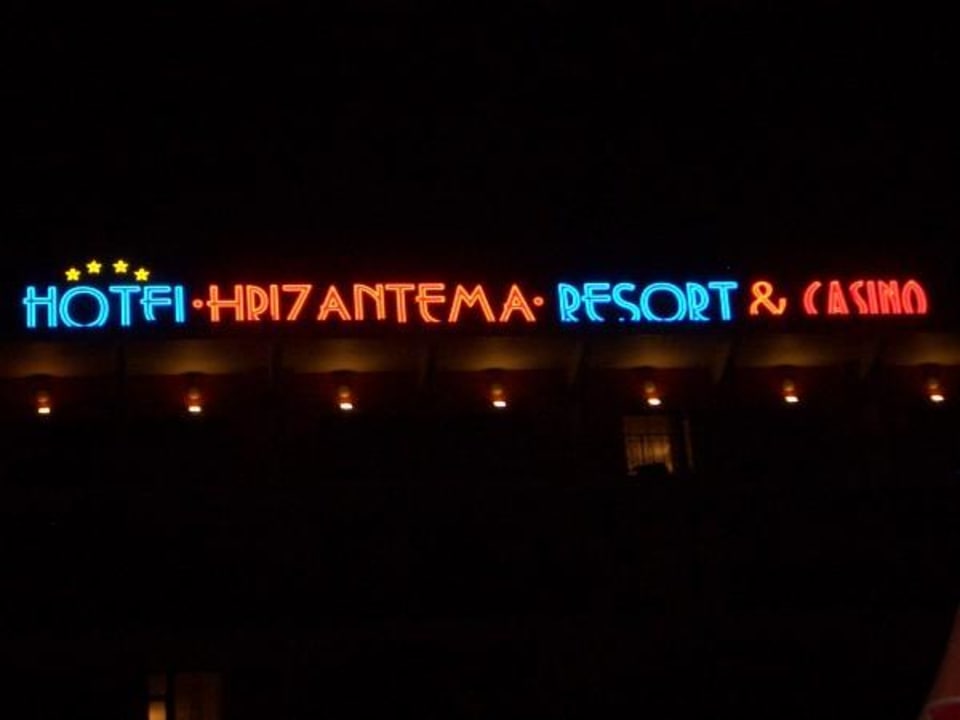 HOTEL • HRIZANTEMA • RESORT & CASINO